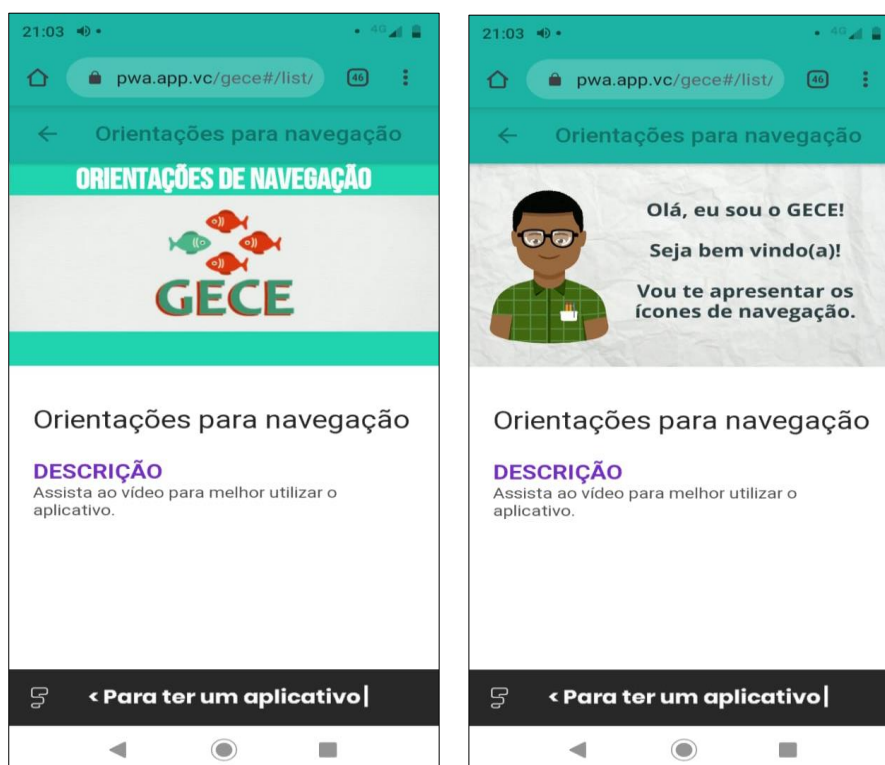 21:03
4G
pwa.app.vc/gece#/list/
46
Orientações para navegação
ORIENTAÇÕES DE NAVEGAÇÃO
GECE
Orientações para navegação
DESCRIÇÃO
Assista ao vídeo para melhor utilizar o
aplicativo.
< Para ter um aplicativo|
21:03
4G
pwa.app.vc/gece#/list/
46
Orientações para navegação
Olá, eu sou o GECE!
Seja bem vindo(a)!
Vou te apresentar os
ícones de navegação.
Orientações para navegação
DESCRIÇÃO
Assista ao vídeo para melhor utilizar o
aplicativo.
< Para ter um aplicativo|